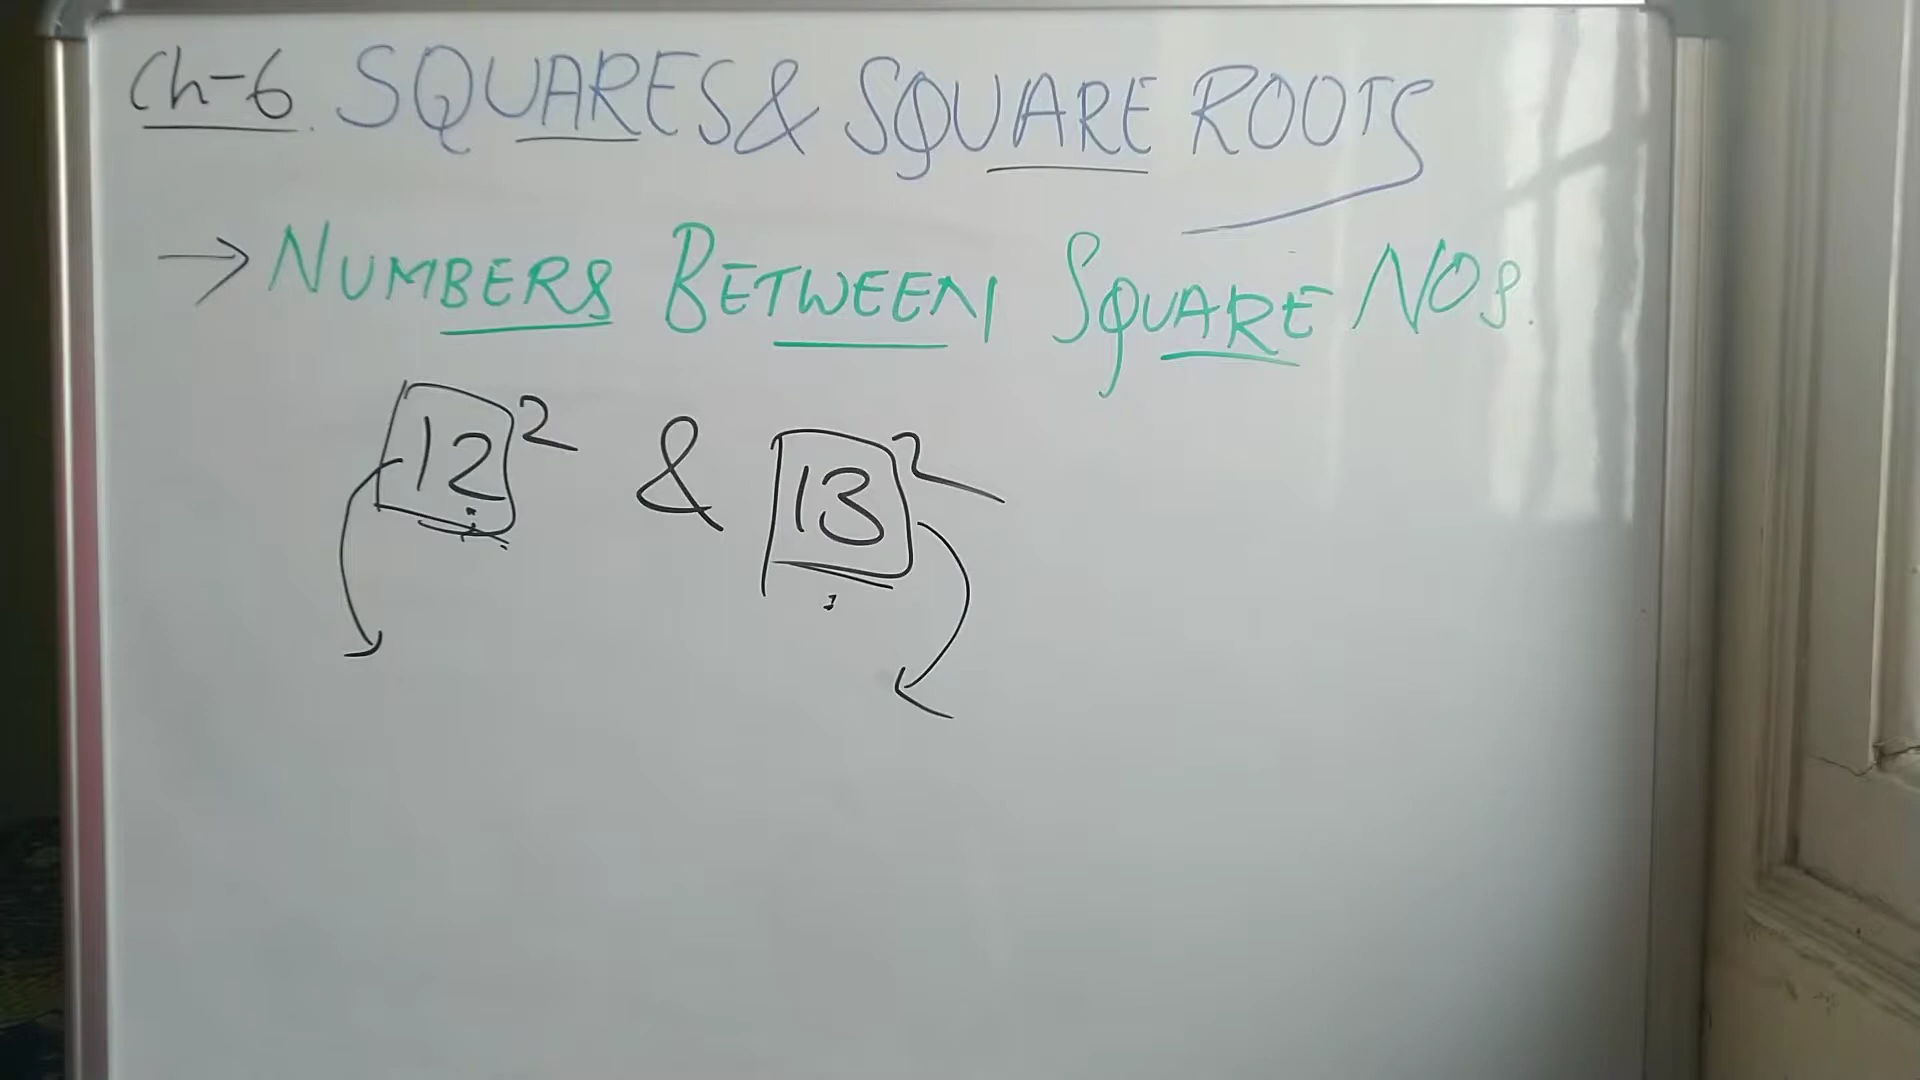 Ch-6. SQUARES & SQUARE ROOTS
→ NUMBERS BETWEEN SQUARE NOS.
12² & 13²